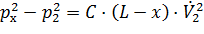 p_x^2 − p_2^2 = C · (L − x) · V̇_2^2